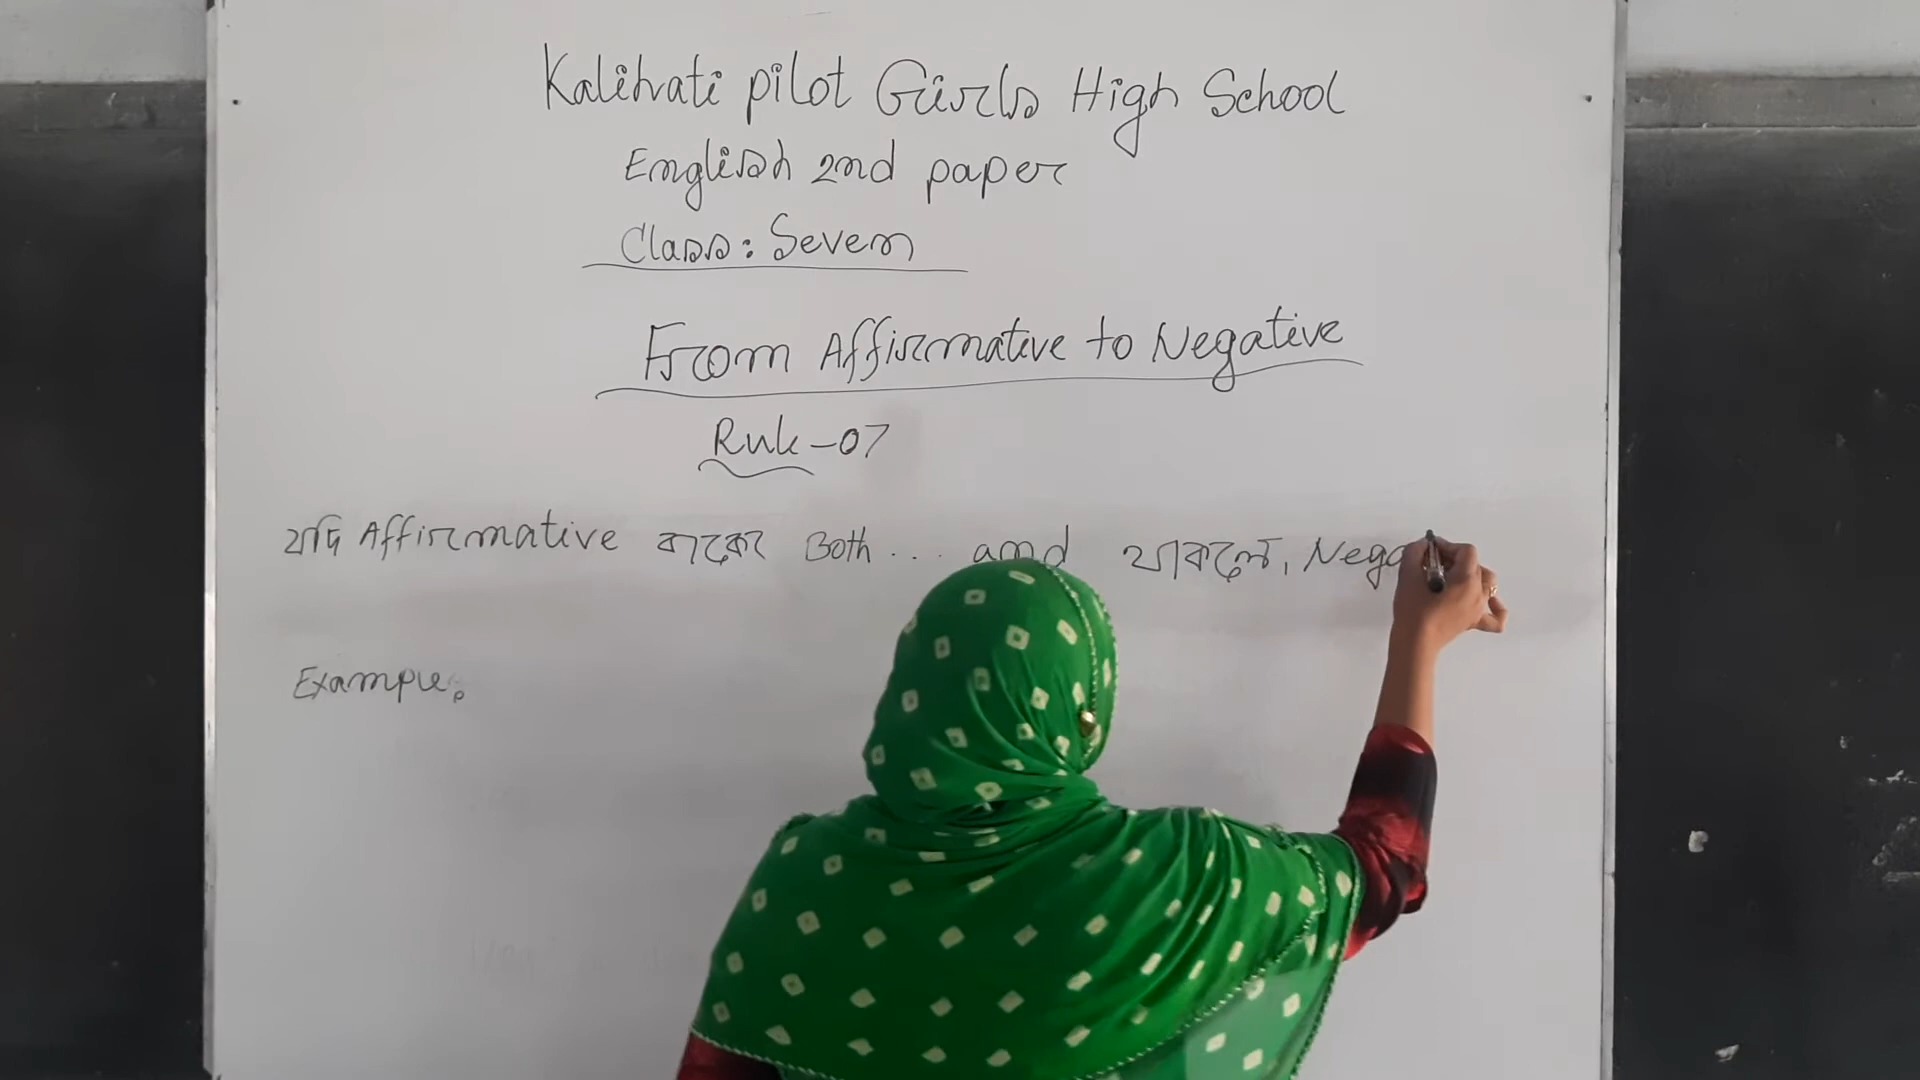 Kalihati pilot Girls High School
English 2nd paper
Class: Seven
From Affirmative to Negative
Rule-07
যদি Affirmative বাক্যে Both ... and থাকলে, Nega
Example: